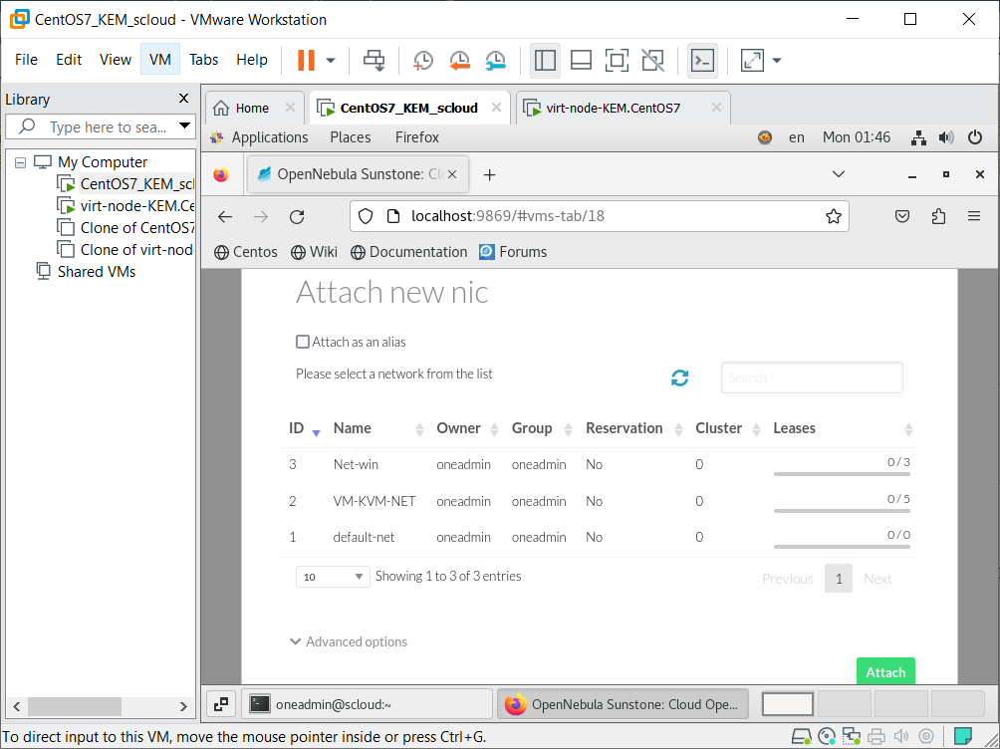 CentOS7_KEM_scloud - VMware Workstation
File Edit View VM Tabs Help
Library
Type here to sea...
My Computer
CentOS7_KEM_scl
virt-node-KEM.Ce
Clone of CentOS7
Clone of virt-nod
Shared VMs
Home CentOS7_KEM_scloud virt-node-KEM.CentOS7
Applications Places Firefox en Mon 01:46
OpenNebula Sunstone: Cl
localhost:9869/#vms-tab/18
Centos Wiki Documentation Forums
Attach new nic
Attach as an alias
Please select a network from the list
Search
ID Name Owner Group Reservation Cluster Leases
3 Net-win oneadmin oneadmin No 0 0 / 3
2 VM-KVM-NET oneadmin oneadmin No 0 0 / 5
1 default-net oneadmin oneadmin No 0 0 / 0
10 Showing 1 to 3 of 3 entries Previous 1 Next
Advanced options
Attach
oneadmin@scloud:~ OpenNebula Sunstone: Cloud Ope...
To direct input to this VM, move the mouse pointer inside or press Ctrl+G.